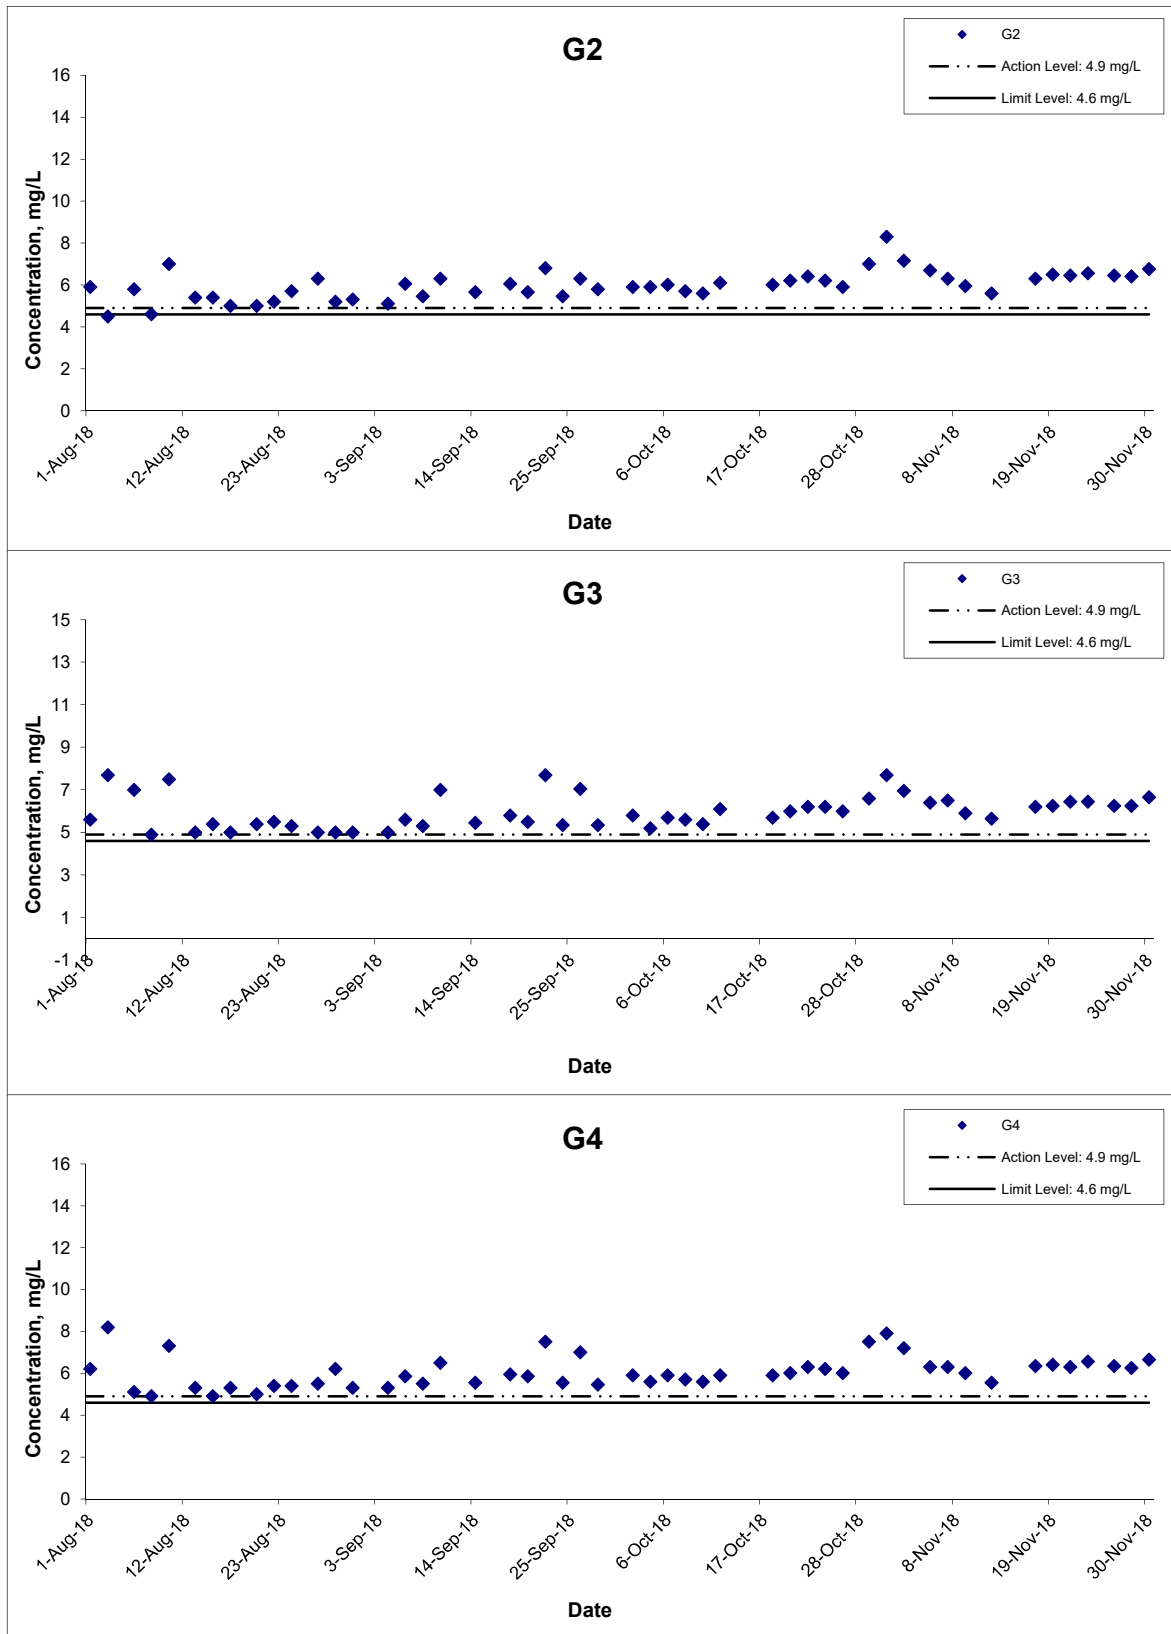 G2
G2
Action Level: 4.9 mg/L
Limit Level: 4.6 mg/L
Concentration, mg/L
16
14
12
10
8
6
4
2
0
1-Aug-18
12-Aug-18
23-Aug-18
3-Sep-18
14-Sep-18
25-Sep-18
6-Oct-18
17-Oct-18
28-Oct-18
8-Nov-18
19-Nov-18
30-Nov-18
Date
G3
G3
Action Level: 4.9 mg/L
Limit Level: 4.6 mg/L
Concentration, mg/L
15
13
11
9
7
5
3
1
-1
1-Aug-18
12-Aug-18
23-Aug-18
3-Sep-18
14-Sep-18
25-Sep-18
6-Oct-18
17-Oct-18
28-Oct-18
8-Nov-18
19-Nov-18
30-Nov-18
Date
G4
G4
Action Level: 4.9 mg/L
Limit Level: 4.6 mg/L
Concentration, mg/L
16
14
12
10
8
6
4
2
0
1-Aug-18
12-Aug-18
23-Aug-18
3-Sep-18
14-Sep-18
25-Sep-18
6-Oct-18
17-Oct-18
28-Oct-18
8-Nov-18
19-Nov-18
30-Nov-18
Date